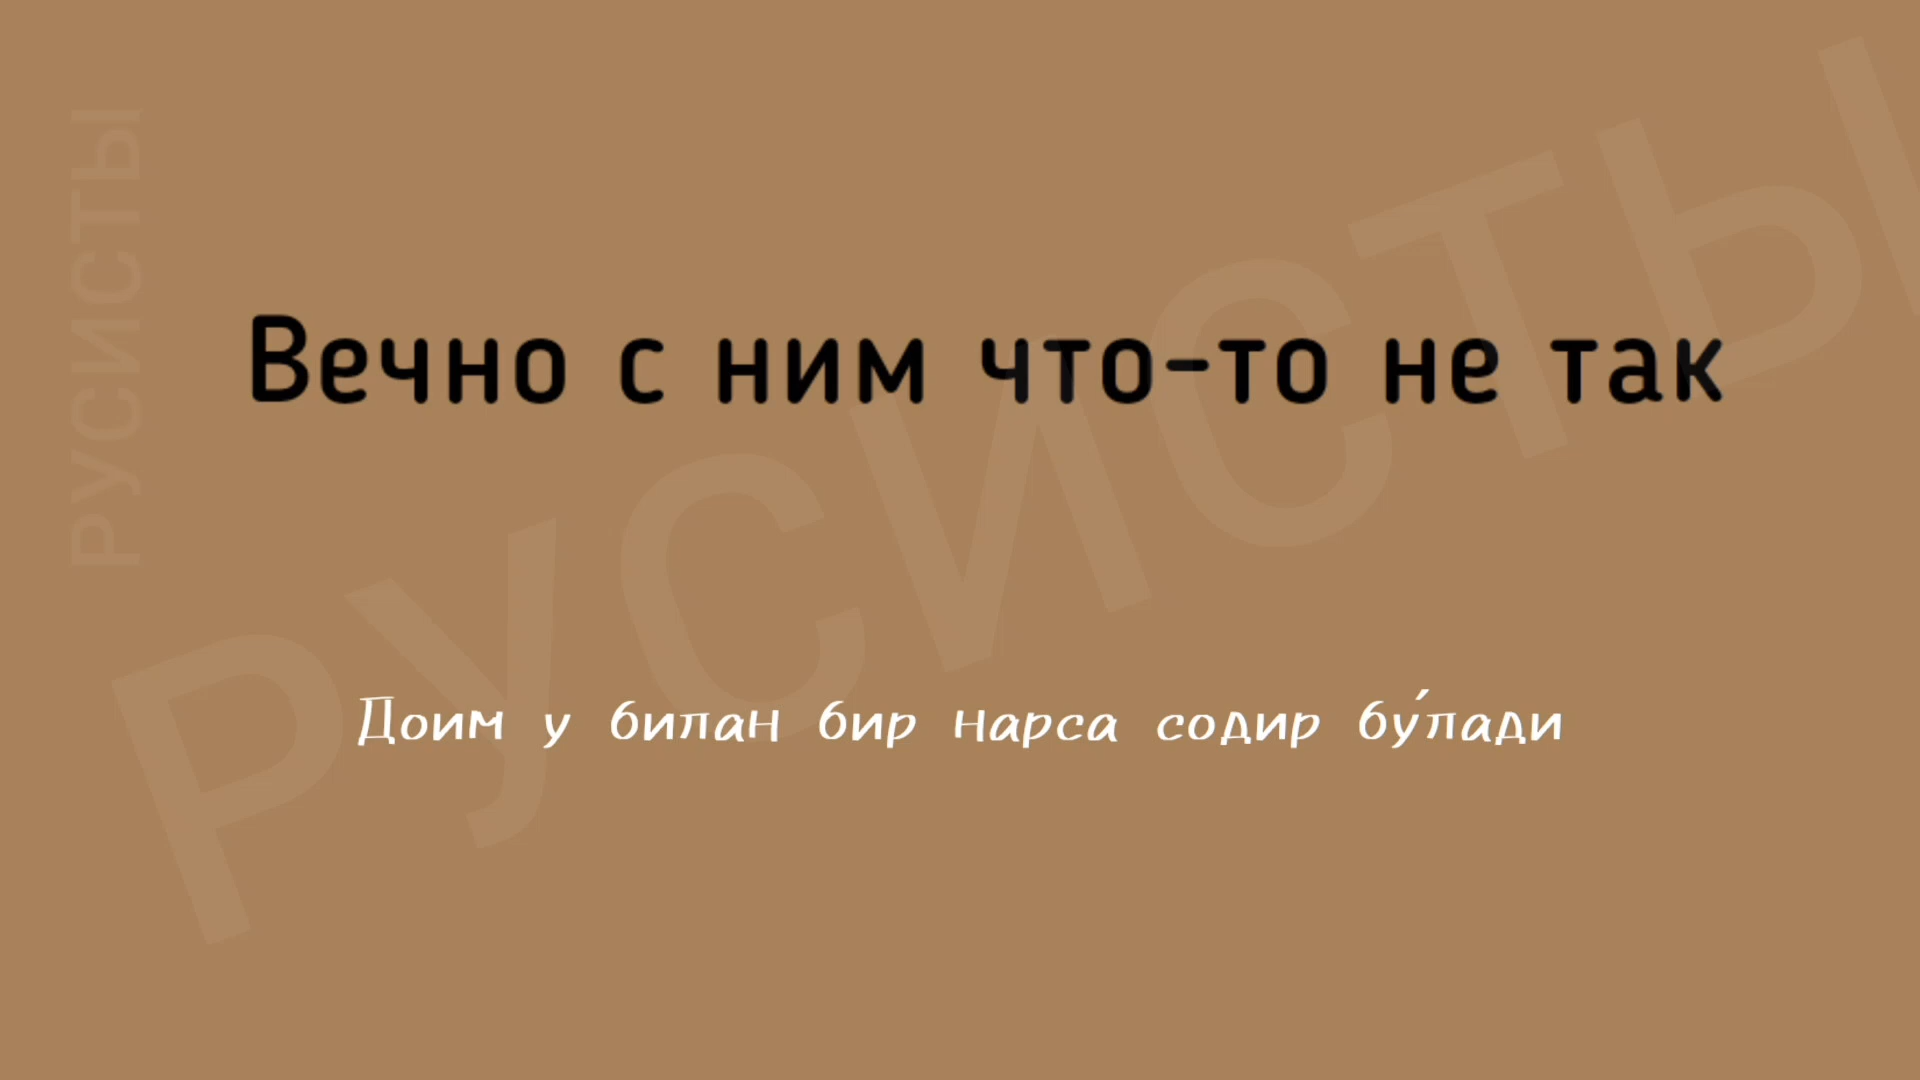 РУСИСТЫ
Вечно с ним что-то не так
РУСИСТЫ
Доим у билан бир нарса содир бу́лади